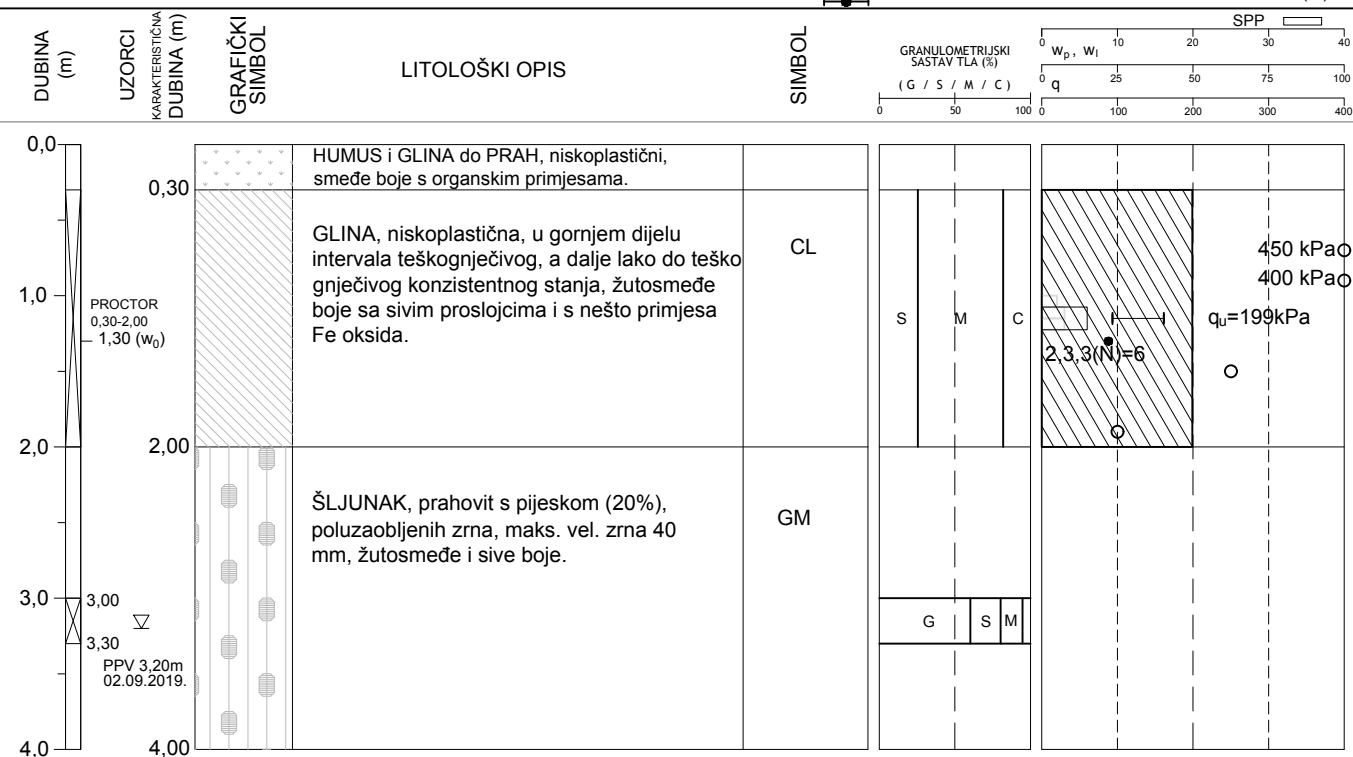 SPP
DUBINA
(m)
UZORCI
KARAKTERISTIČNA
DUBINA (m)
GRAFIČKI
SIMBOL
LITOLOŠKI OPIS
SIMBOL
GRANULOMETRIJSKI
SASTAV TLA (%)
( G / S / M / C )
0 50 100
0 10 20 30 40
wp , wl
0 25 50 75 100
q
0 100 200 300 400
0,0
HUMUS i GLINA do PRAH, niskoplastični,
smeđe boje s organskim primjesama.
0,30
GLINA, niskoplastična, u gornjem dijelu
intervala teškognječivog, a dalje lako do teško
gnječivog konzistentnog stanja, žutosmeđe
boje sa sivim proslojcima i s nešto primjesa
Fe oksida.
CL
450 kPa
400 kPa
1,0
PROCTOR
0,30-2,00
1,30 (w0)
S M C
qu=199kPa
2,3,3(N)=6
2,0
2,00
ŠLJUNAK, prahovit s pijeskom (20%),
poluzaobljenih zrna, maks. vel. zrna 40
mm, žutosmeđe i sive boje.
GM
3,0
3,00
G S M
3,30
PPV 3,20m
02.09.2019.
4,0
4,00